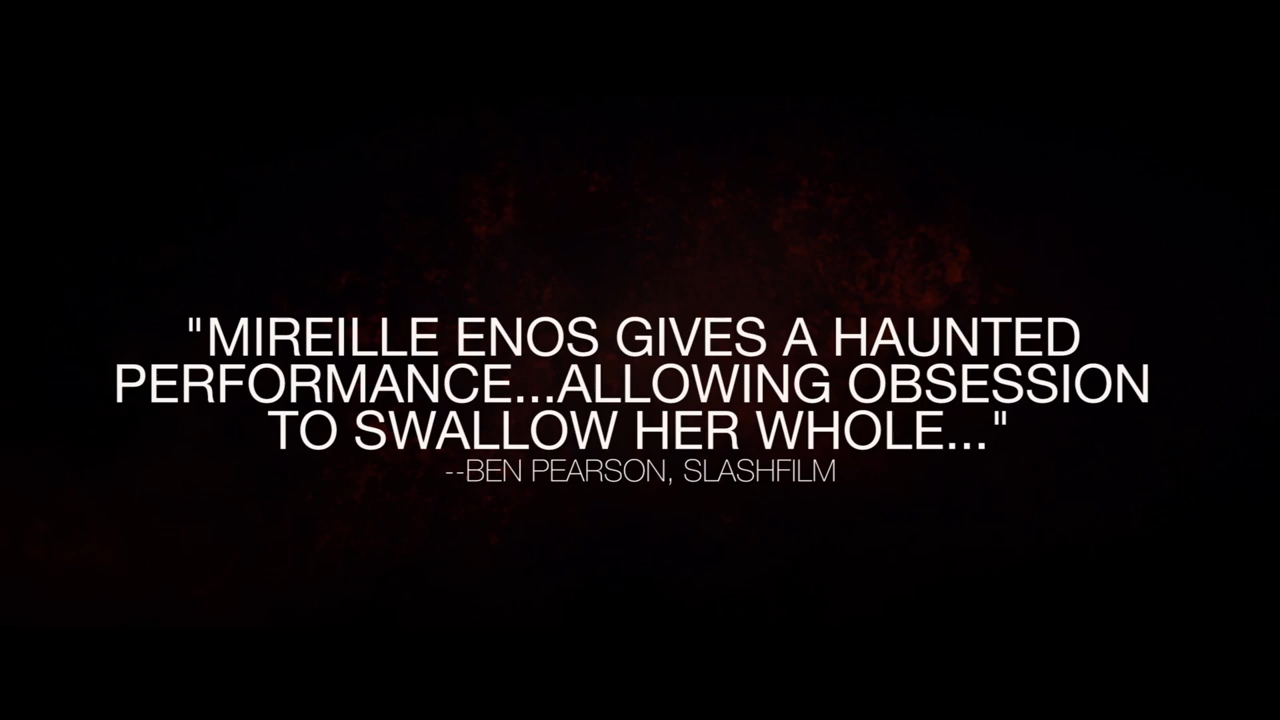 "MIREILLE ENOS GIVES A HAUNTED
PERFORMANCE...ALLOWING OBSESSION
TO SWALLOW HER WHOLE..."
--BEN PEARSON, SLASHFILM